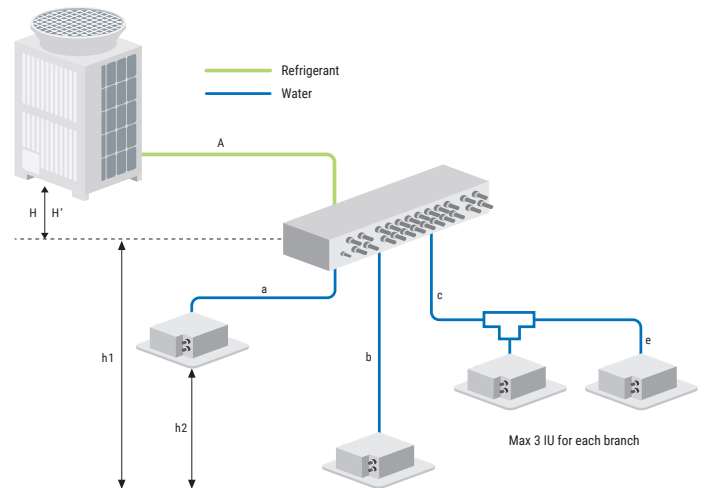 Refrigerant
Water
A
H H′
a
c
h1
b
e
h2
Max 3 IU for each branch